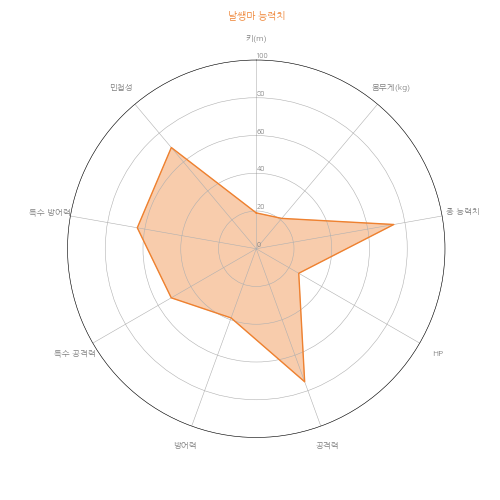 날쌩마 능력치
키(m)
100
민첩성
몸무게(kg)
80
60
40
특수 방어력
20
총 능력치
0
특수 공격력
HP
방어력
공격력